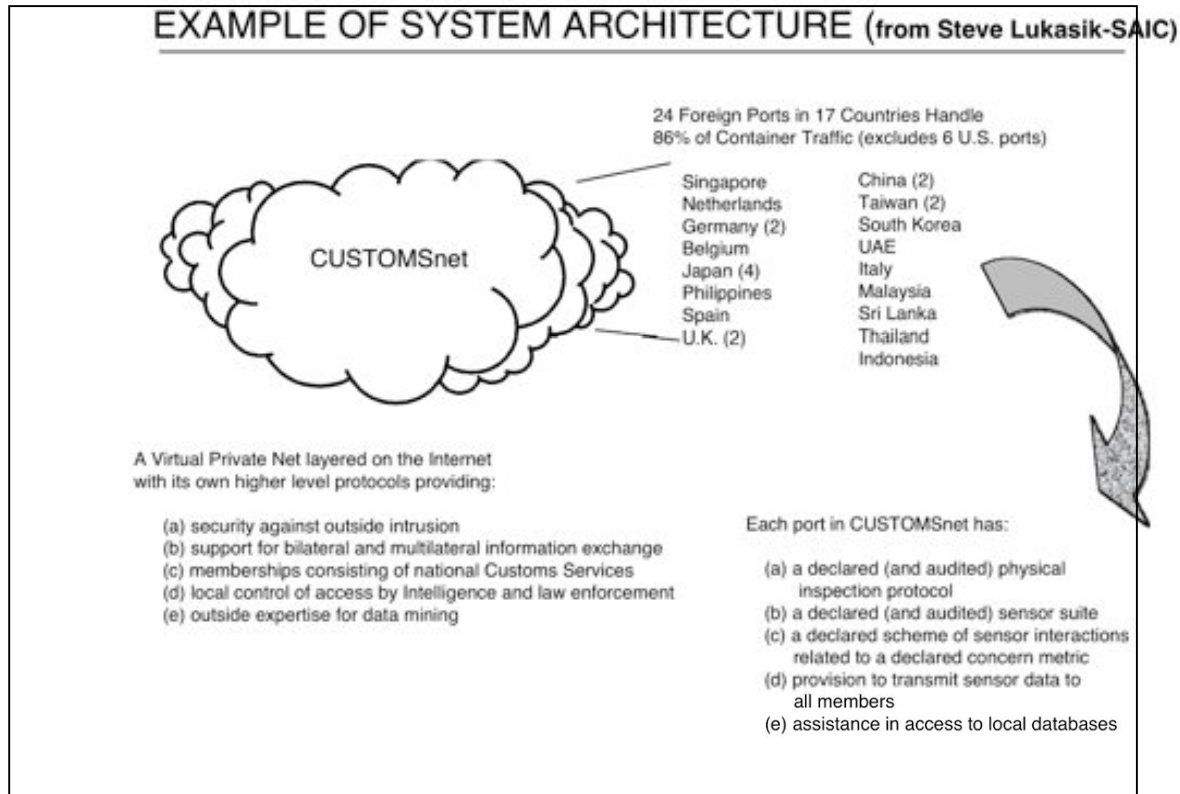 EXAMPLE OF SYSTEM ARCHITECTURE (from Steve Lukasik-SAIC)
24 Foreign Ports in 17 Countries Handle
86% of Container Traffic (excludes 6 U.S. ports)
Singapore
Netherlands
Germany (2)
Belgium
Japan (4)
Philippines
Spain
U.K. (2)
China (2)
Taiwan (2)
South Korea
UAE
Italy
Malaysia
Sri Lanka
Thailand
Indonesia
CUSTOMSnet
A Virtual Private Net layered on the Internet
with its own higher level protocols providing:
(a) security against outside intrusion
(b) support for bilateral and multilateral information exchange
(c) memberships consisting of national Customs Services
(d) local control of access by Intelligence and law enforcement
(e) outside expertise for data mining
Each port in CUSTOMSnet has:
(a) a declared (and audited) physical
inspection protocol
(b) a declared (and audited) sensor suite
(c) a declared scheme of sensor interactions
related to a declared concern metric
(d) provision to transmit sensor data to
all members
(e) assistance in access to local databases